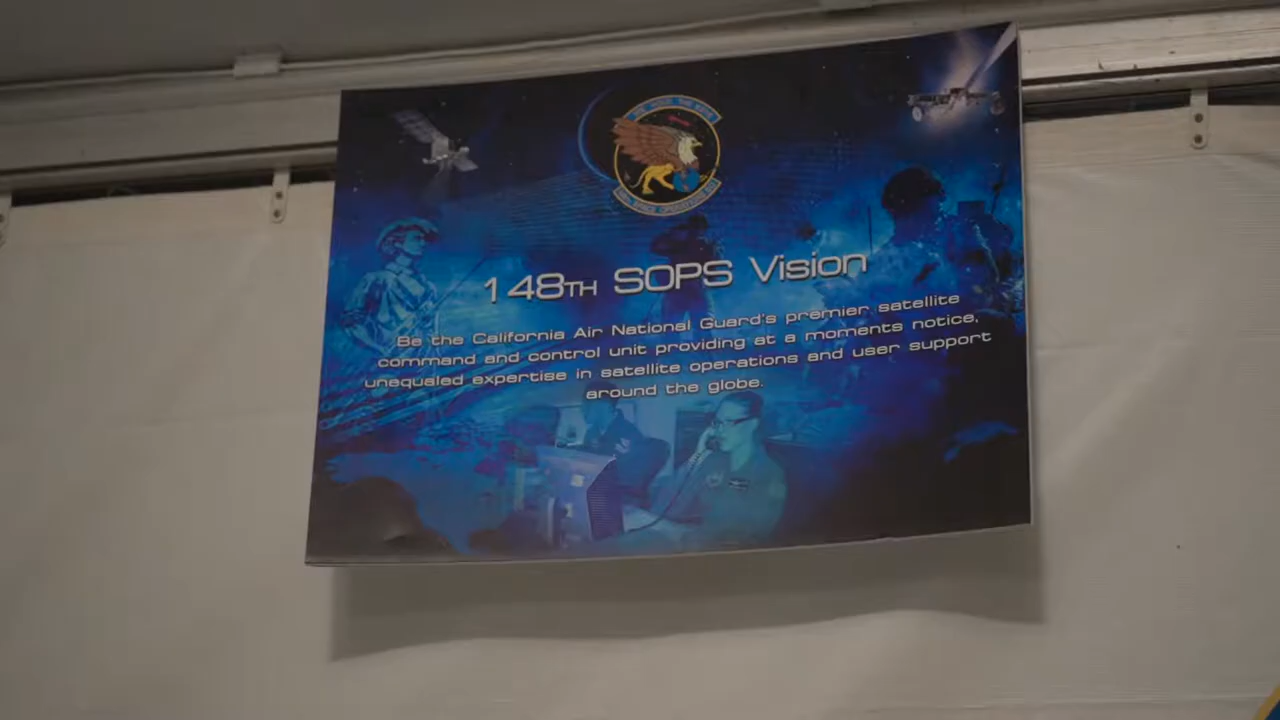 148TH SOPS Vision
Be the California Air National Guard's premier satellite
command and control unit providing at a moments notice,
unequaled expertise in satellite operations and user support
around the globe.